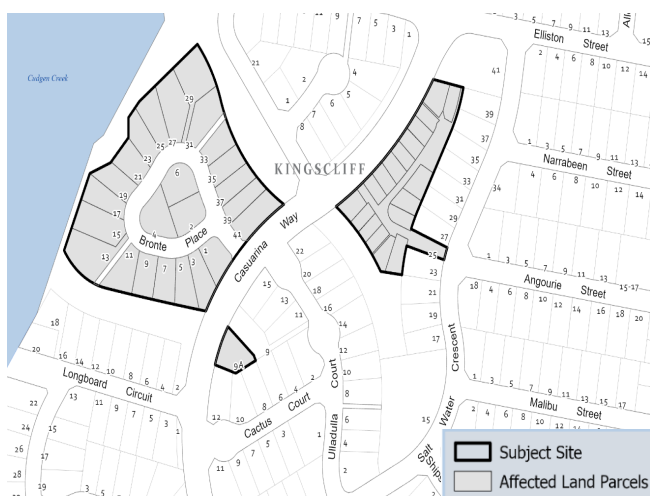 Cudgen Creek
KINGSCLIFF
Elliston Street
Narrabeen Street
Angourie Street
Malibu Street
Bronte Place
Casuarina Way
Longboard Circuit
Cactus Court
Ulladulla Court
Salt Water Crescent
9 7 5 3 1
21 2 4
1 8 7 6 5
3 5 9 11 13 15
2 4 6 8 10 12 14
41 39 37 35 33 31 29 27 25 23 21 19 17 15
1 3 5 7 9 11 13
34 4 6 8 10 12
1 3 5 7 9 11 13 15 17
18 4 6 8 10 12 14 16 18 20
1 3 5 7 9 11 13 15 17
2 4 6 8 10 12 14
29 25 27 31 23 21 19 17 15 13 11 9 7 5 3 1
33 35 37 39 41
6 4 2
15 13 11 9 9A
22 20 18 16 14 12 10 8 6 4 2
12 10 8 6 4 2
11 9 7 5 3 1
18 20 16 14 12 10 8 6 4 2
22 24 28 19 17 15 13 11 9 7 5 3 1
3 5
Subject Site
Affected Land Parcels